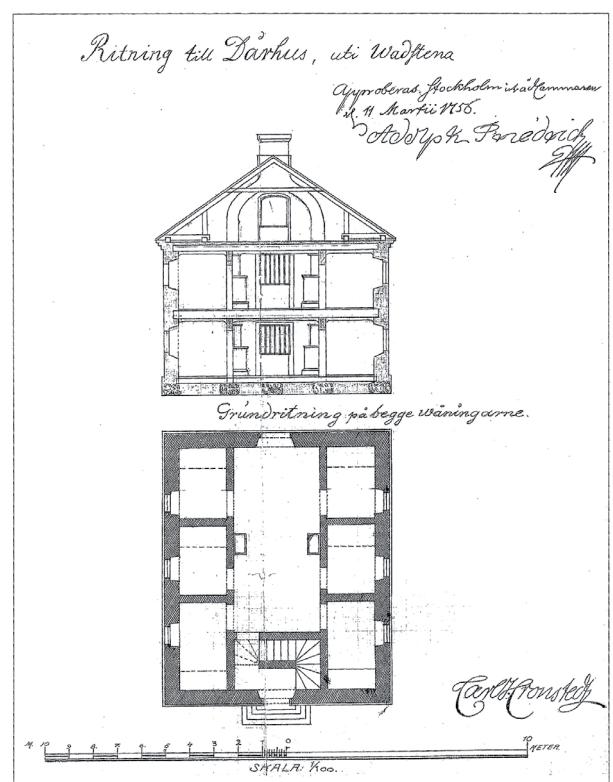 Ritning till Dårhus, uti Wadstena
Approberas, Stockholm i Rådkammaren
d. 11 Martii 1756.
Adolph Friedrich
Grundritning på begge våningarne.
Carl J. Cronstedt
M. 10 9 8 7 6 5 4 3 2 1 0 10 METER.
SKALA: 1/100.